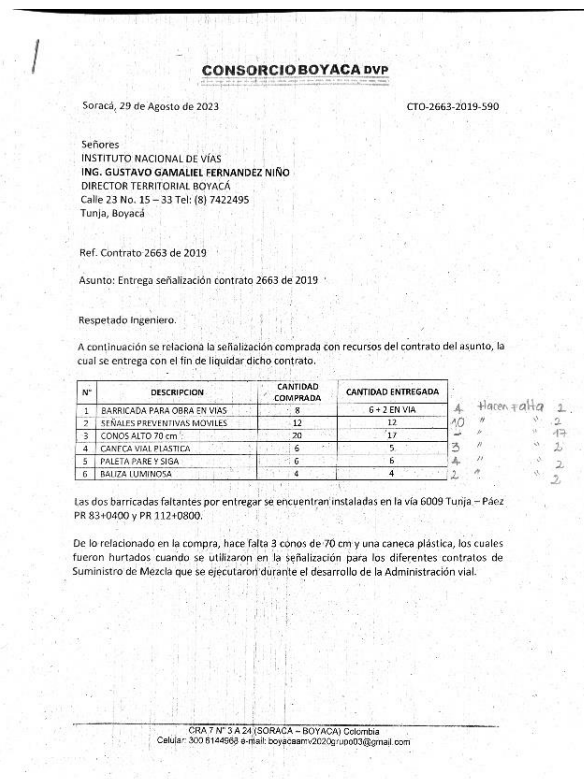 CONSORCIO BOYACA DVP
Soracá, 29 de Agosto de 2023 CTO-2663-2019-590
Señores
INSTITUTO NACIONAL DE VÍAS
ING. GUSTAVO GAMALIEL FERNANDEZ NIÑO
DIRECTOR TERRITORIAL BOYACÁ
Calle 23 No. 15 – 33 Tel: (8) 7422495
Tunja, Boyacá
Ref. Contrato 2663 de 2019
Asunto: Entrega señalización contrato 2663 de 2019
Respetado Ingeniero.
A continuación se relaciona la señalización comprada con recursos del contrato del asunto, la
cual se entrega con el fin de liquidar dicho contrato.
N° DESCRIPCION CANTIDAD COMPRADA CANTIDAD ENTREGADA
1 BARRICADA PARA OBRA EN VIAS 8 6 + 2 EN VIA 4 Hacen falta 2
2 SEÑALES PREVENTIVAS MOVILES 12 12 10 " " 2
3 CONOS ALTO 70 cm 20 17 – " " 17
4 CANECA VIAL PLASTICA 6 5 3 " " 2
5 PALETA PARE Y SIGA 6 6 4 " " 2
6 BALIZA LUMINOSA 4 4 2 " " 2
Las dos barricadas faltantes por entregar se encuentran instaladas en la vía 6009 Tunja – Páez
PR 83+0400 y PR 112+0800.
De lo relacionado en la compra, hace falta 3 conos de 70 cm y una caneca plástica, los cuales
fueron hurtados cuando se utilizaron en la señalización para los diferentes contratos de
Suministro de Mezcla que se ejecutaron durante el desarrollo de la Administración vial.
CRA 7 N° 3 A 24 (SORACA – BOYACA) Colombia
Celular: 300 6144968 e-mail: boyacaamv2020grupo03@gmail.com